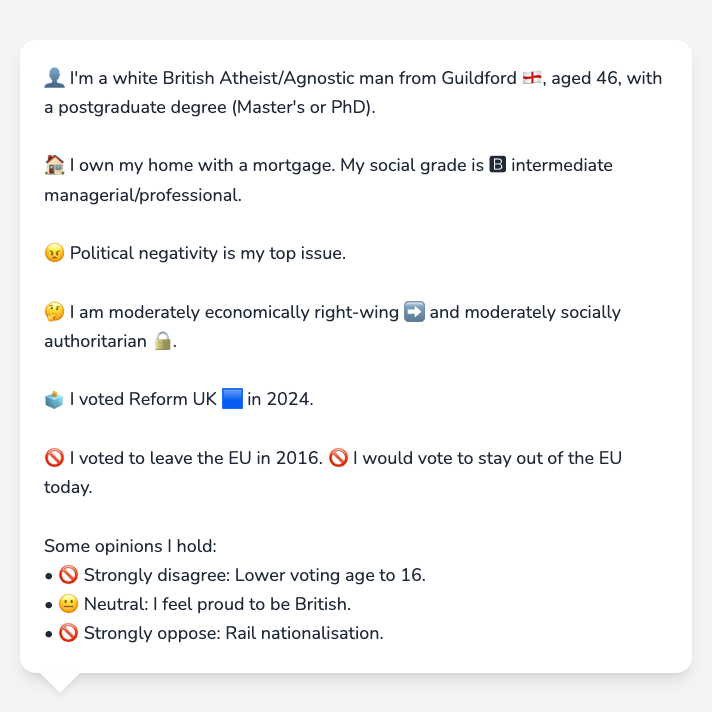 👤 I'm a white British Atheist/Agnostic man from Guildford 🏴󠁧󠁢󠁥󠁮󠁧󠁿, aged 46, with
a postgraduate degree (Master's or PhD).
🏠 I own my home with a mortgage. My social grade is 🅱 intermediate
managerial/professional.
😠 Political negativity is my top issue.
🤔 I am moderately economically right-wing ➡️ and moderately socially
authoritarian 🔒.
🗳️ I voted Reform UK 🟦 in 2024.
🚫 I voted to leave the EU in 2016. 🚫 I would vote to stay out of the EU
today.
Some opinions I hold:
• 🚫 Strongly disagree: Lower voting age to 16.
• 😐 Neutral: I feel proud to be British.
• 🚫 Strongly oppose: Rail nationalisation.